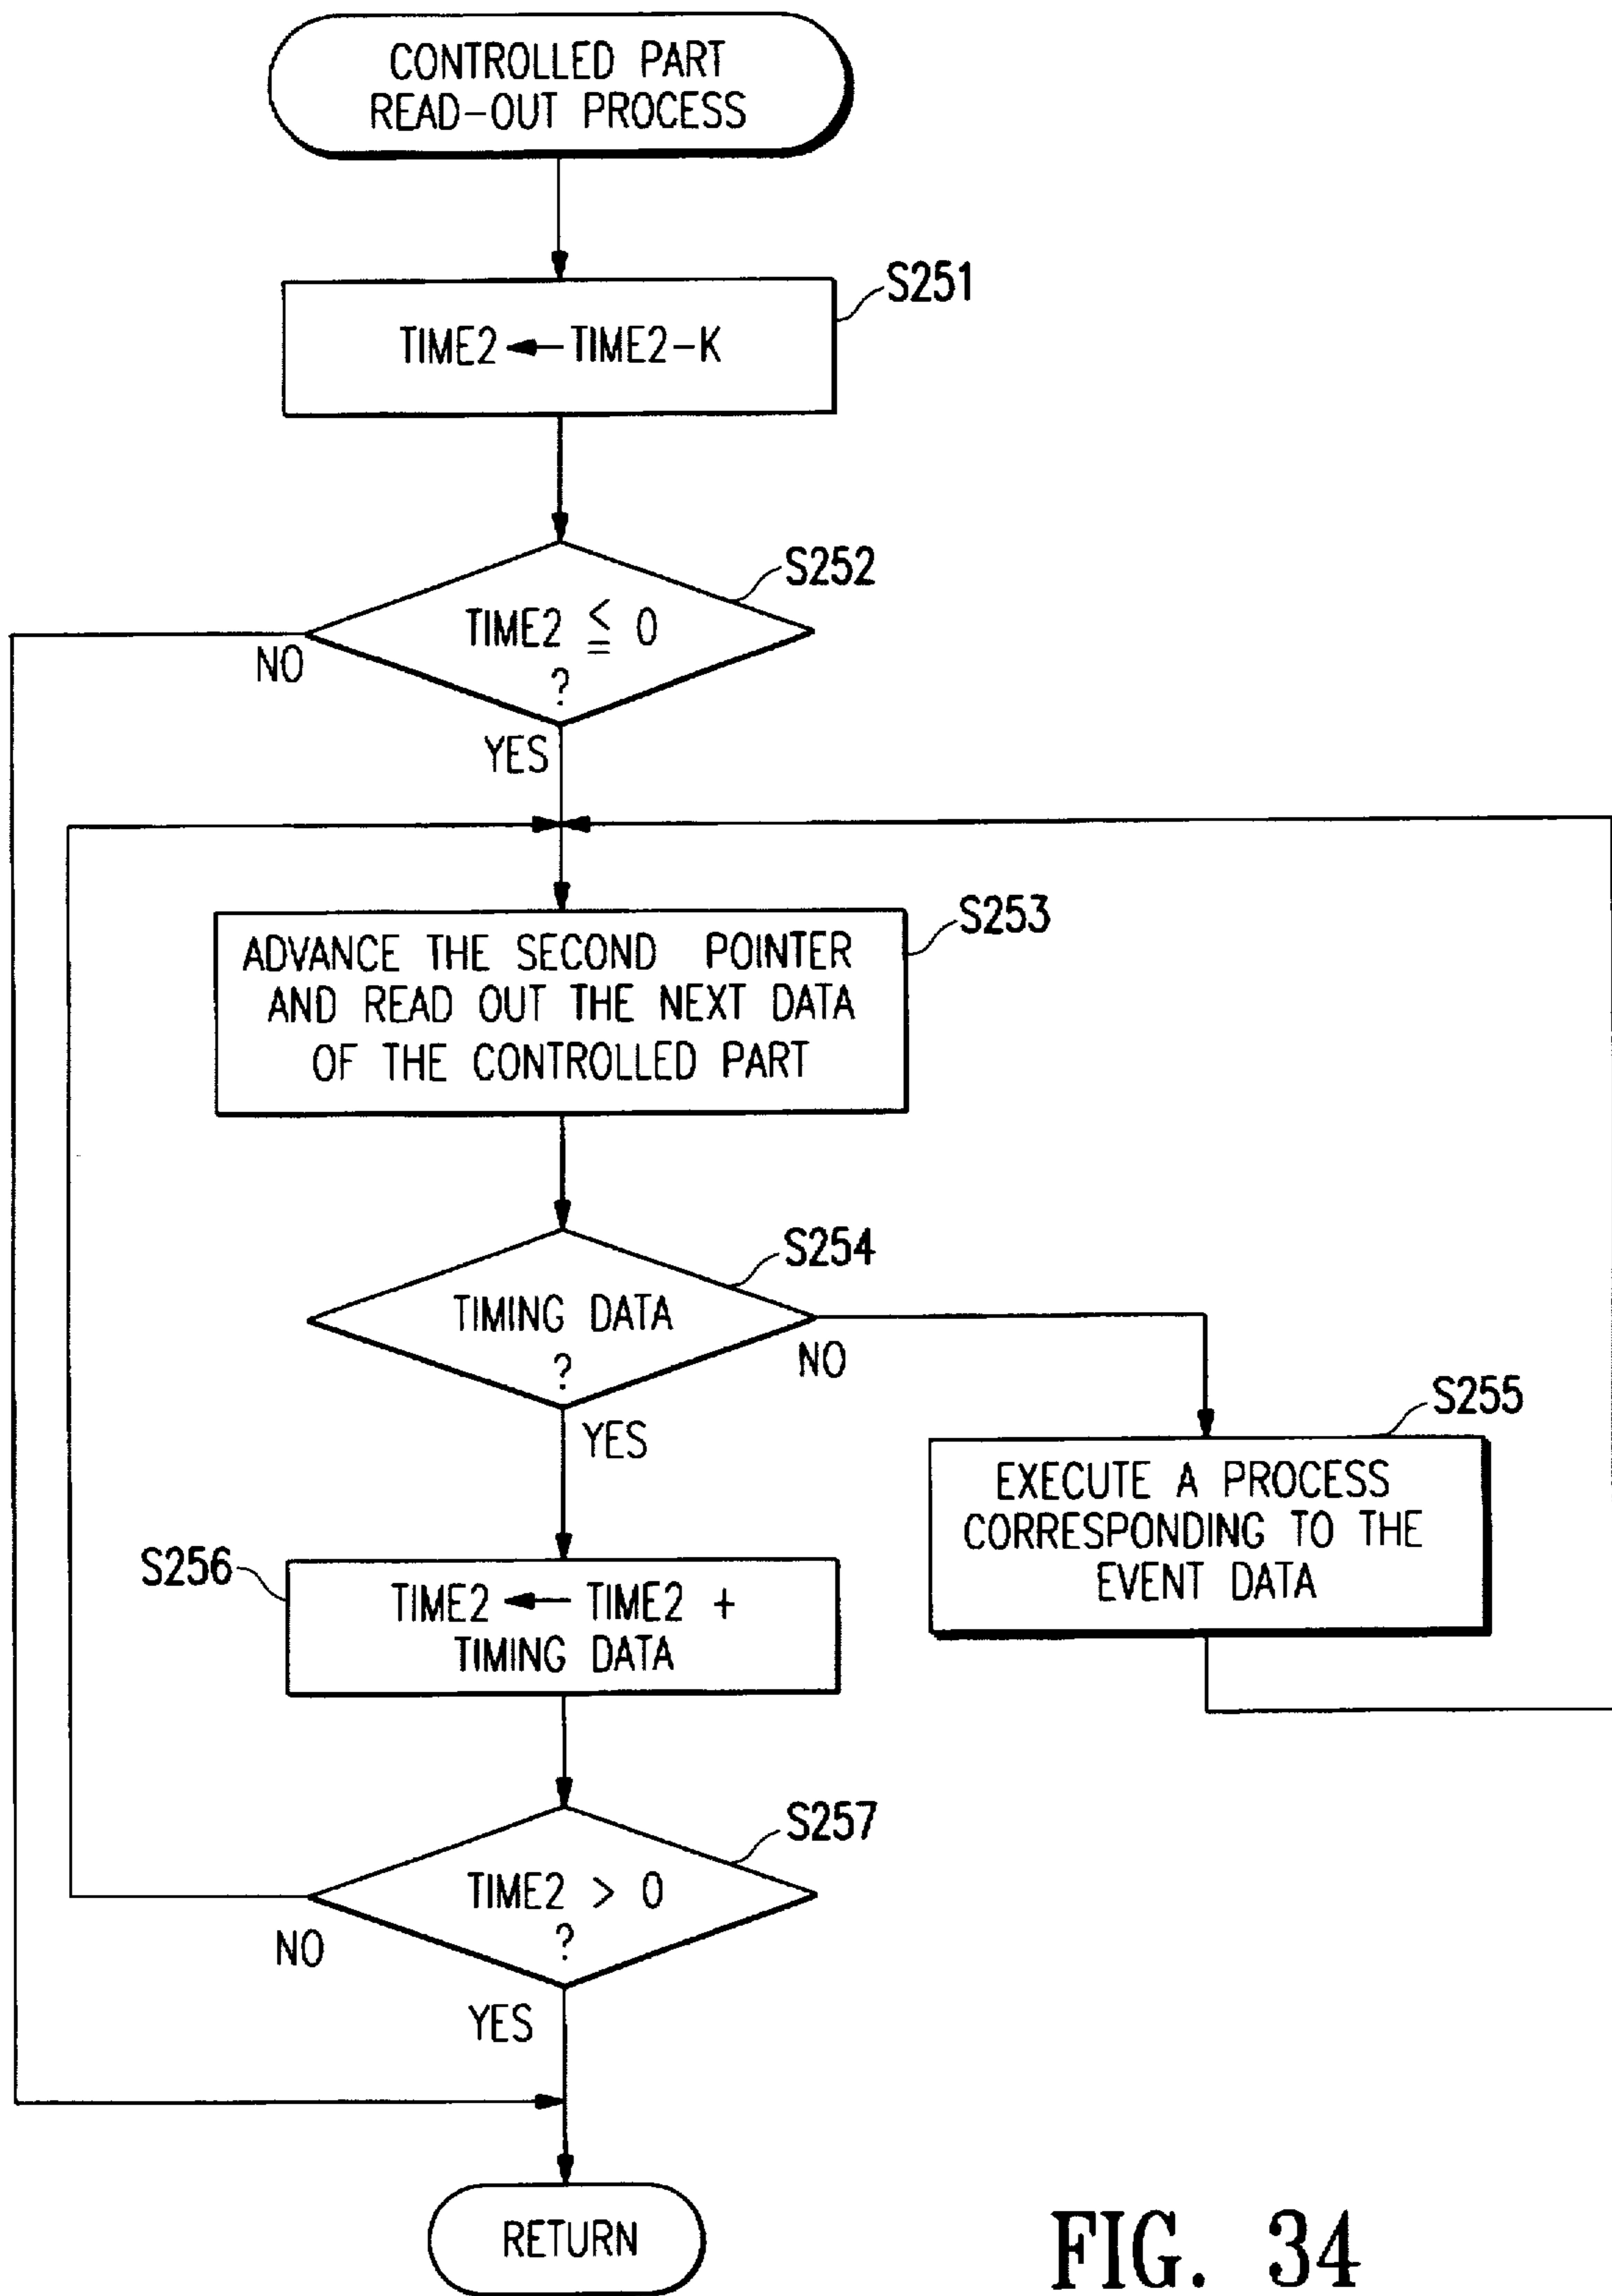 CONTROLLED PART
READ-OUT PROCESS
S251
TIME2 ← TIME2-K
S252
TIME2 ≦ 0
?
NO
YES
S253
ADVANCE THE SECOND POINTER
AND READ OUT THE NEXT DATA
OF THE CONTROLLED PART
S254
TIMING DATA
?
NO
YES
S255
EXECUTE A PROCESS
CORRESPONDING TO THE
EVENT DATA
S256
TIME2 ← TIME2 +
TIMING DATA
S257
TIME2 > 0
?
NO
YES
RETURN
FIG. 34